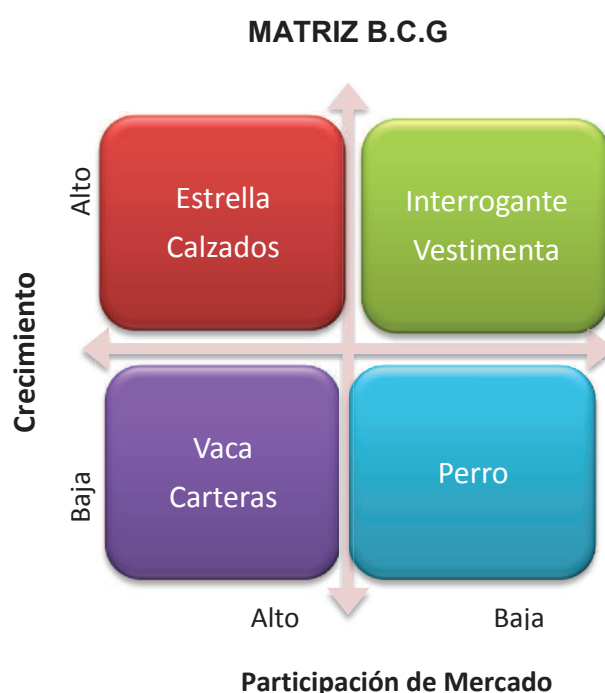 MATRIZ B.C.G
Alto
Estrella
Calzados
Interrogante
Vestimenta
Crecimiento
Baja
Vaca
Carteras
Perro
Alto
Baja
Participación de Mercado